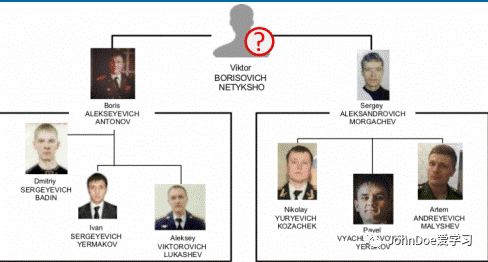 ?
Viktor
BORISOVICH
NETYKSHO
Boris
ALEKSEYEVICH
ANTONOV
Sergey
ALEKSANDROVICH
MORGACHEV
Dmitriy
SERGEYEVICH
BADIN
Ivan
SERGEYEVICH
YERMAKOV
Aleksey
VIKTOROVICH
LUKASHEV
Nikolay
YURYEVICH
KOZACHEK
Pavel
Artem
ANDREYEVICH
MALYSHEV
JohnDoe爱学习